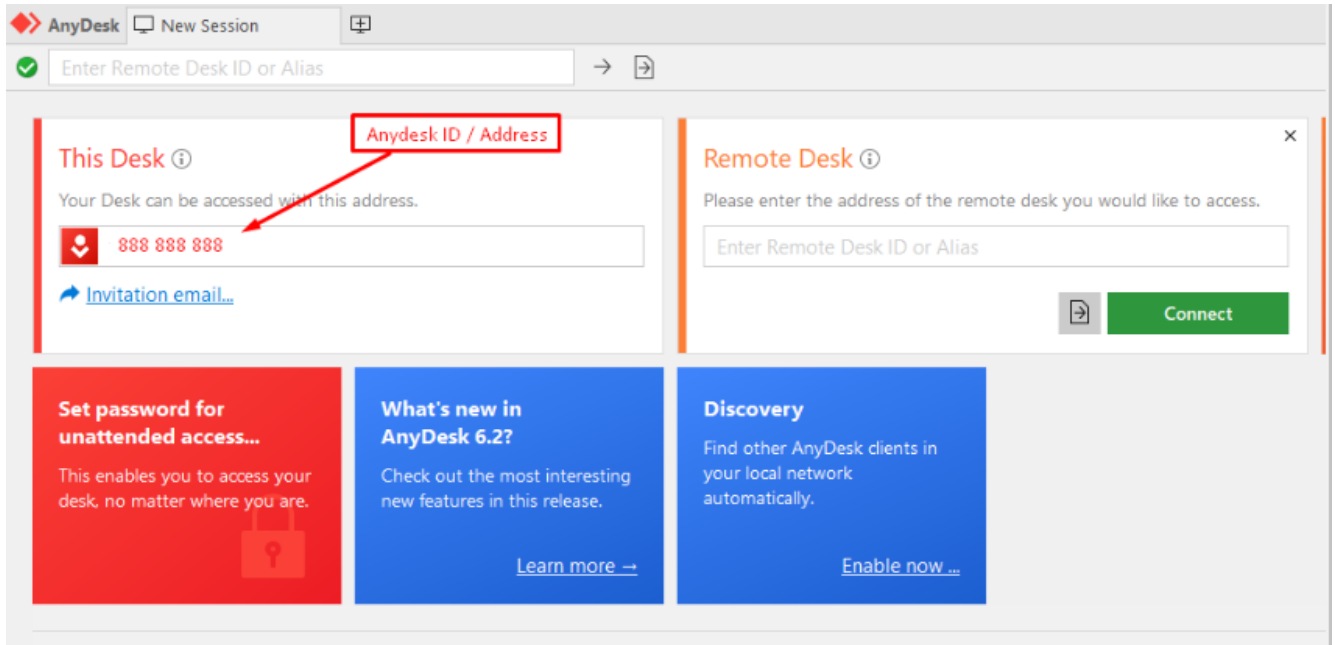 AnyDesk New Session
Enter Remote Desk ID or Alias
Anydesk ID / Address
This Desk
Your Desk can be accessed with this address.
888 888 888
Invitation email...
Remote Desk
Please enter the address of the remote desk you would like to access.
Enter Remote Desk ID or Alias
Connect
Set password for
unattended access...
This enables you to access your
desk, no matter where you are.
What's new in
AnyDesk 6.2?
Check out the most interesting
new features in this release.
Learn more →
Discovery
Find other AnyDesk clients in
your local network
automatically.
Enable now ...